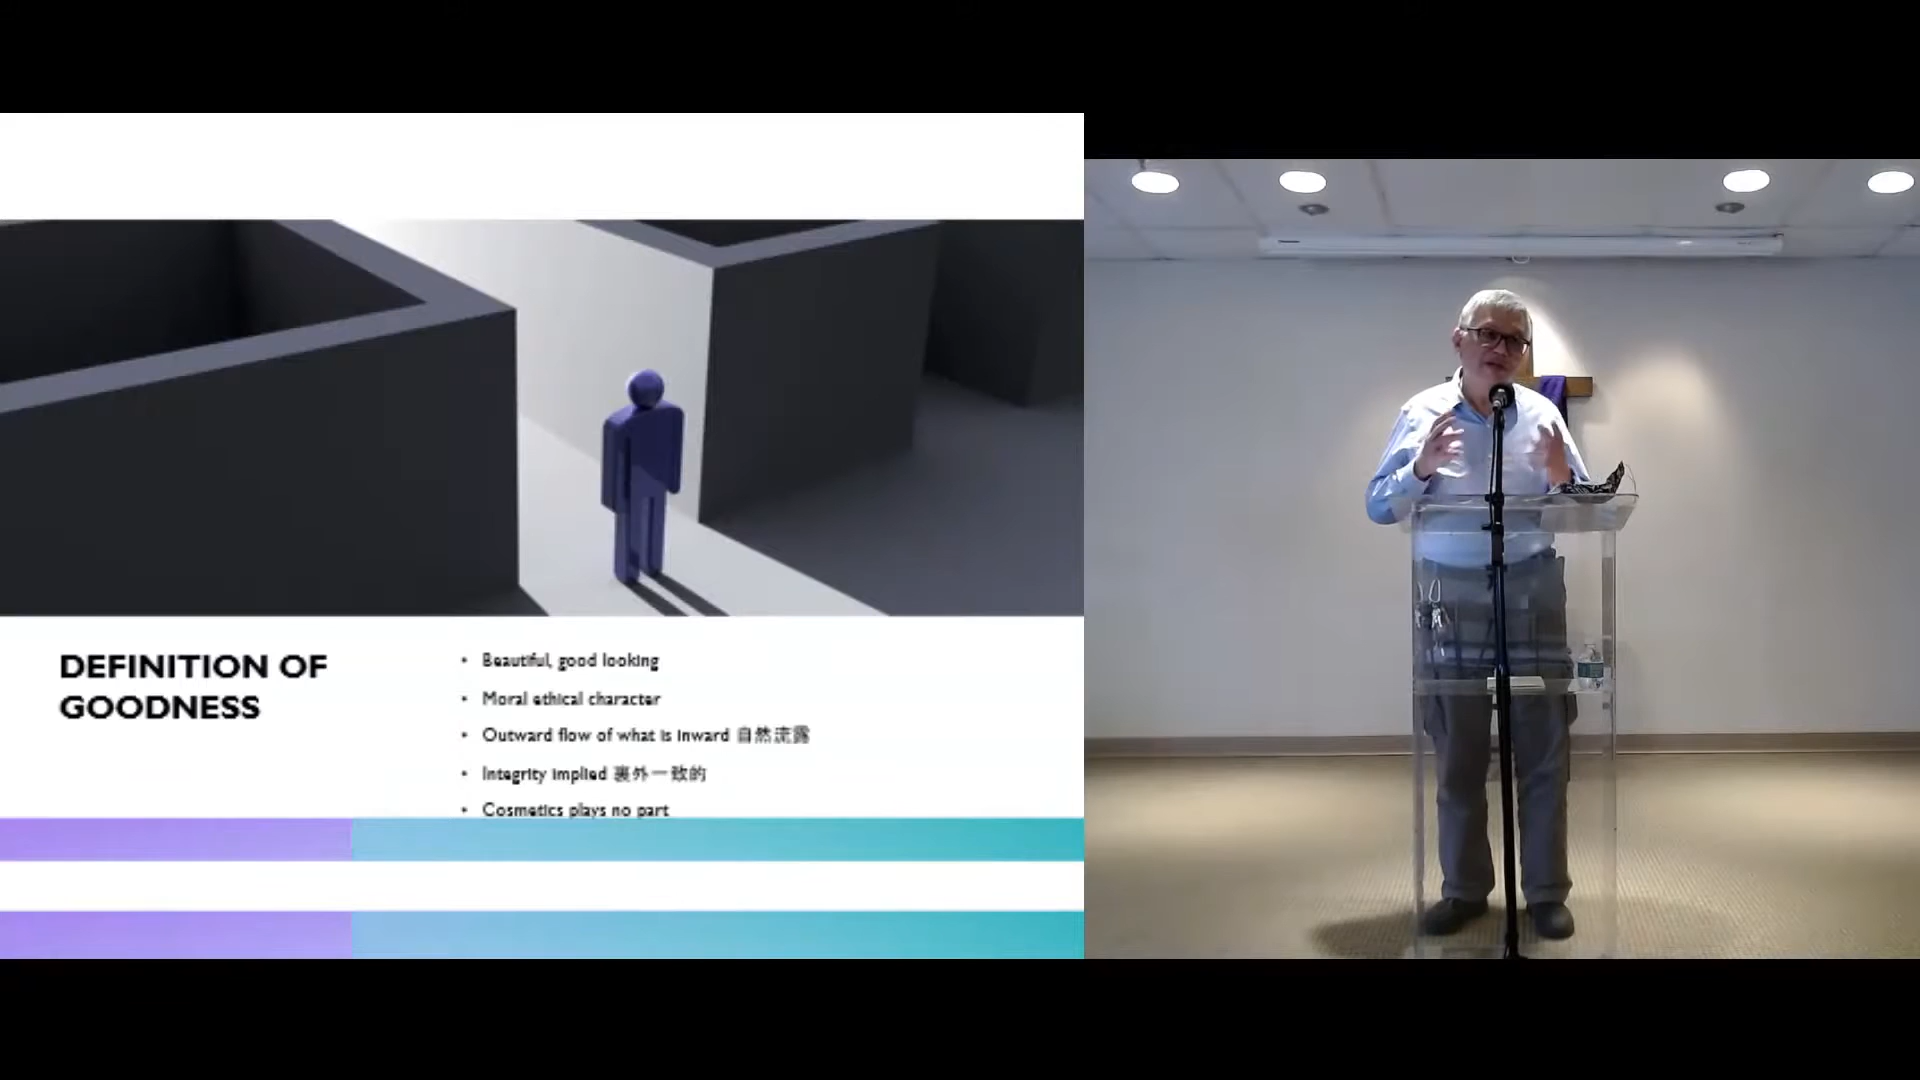 DEFINITION OF
GOODNESS
• Beautiful, good looking
• Moral ethical character
• Outward flow of what is inward 自然流露
• Integrity implied 裏外一致的
• Cosmetics plays no part